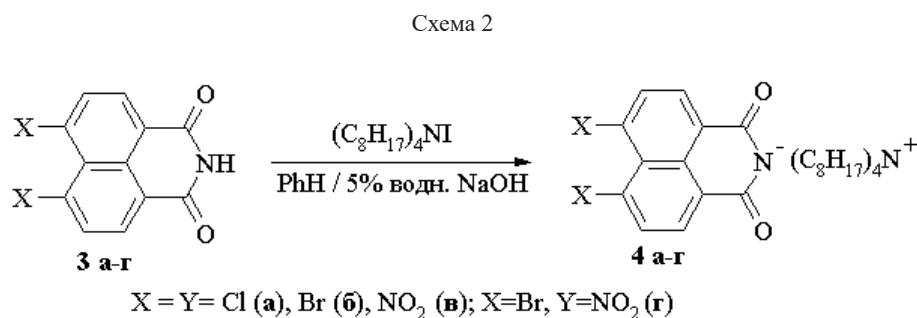 Схема 2
X
X
O
NH
O
3 а-г
(C₈H₁₇)₄NI
PhH / 5% водн. NaOH
X
X
O
N⁻ (C₈H₁₇)₄N⁺
O
4 а-г
X = Y= Cl (а), Br (б), NO₂ (в); X=Br, Y=NO₂ (г)